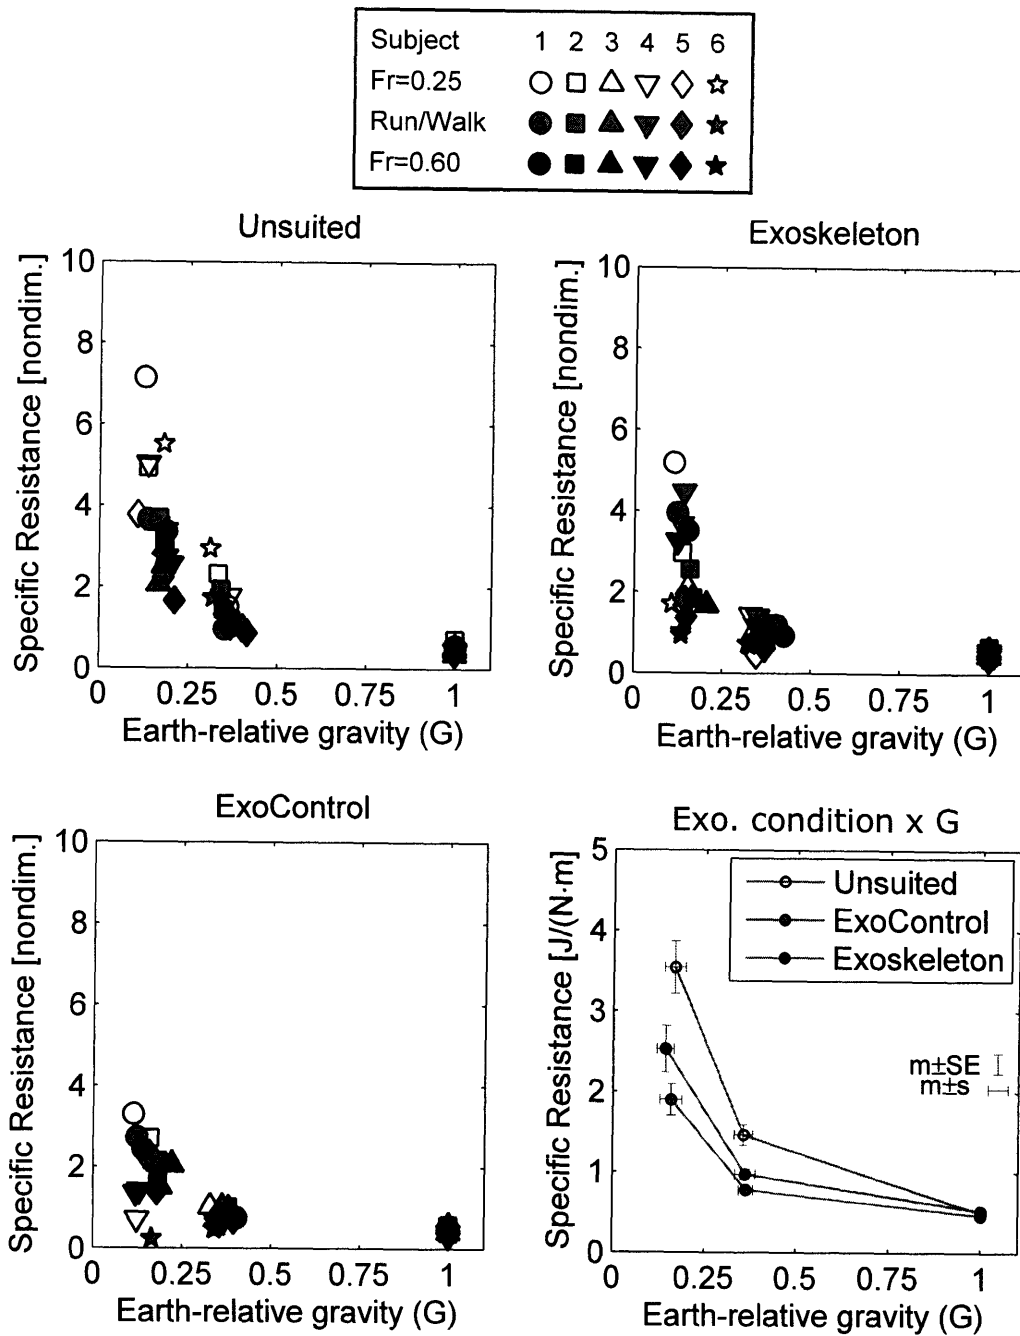 Subject 1 2 3 4 5 6
Fr=0.25
Run/Walk
Fr=0.60
Unsuited
Specific Resistance [nondim.]
10
8
6
4
2
0
0 0.25 0.5 0.75 1
Earth-relative gravity (G)
Exoskeleton
Specific Resistance [nondim.]
10
8
6
4
2
0
0 0.25 0.5 0.75 1
Earth-relative gravity (G)
ExoControl
Specific Resistance [nondim.]
10
8
6
4
2
0
0 0.25 0.5 0.75 1
Earth-relative gravity (G)
Exo. condition x G
Specific Resistance [J/(N·m]
5
4
3
2
1
0
Unsuited
ExoControl
Exoskeleton
m±SE
m±s
0 0.25 0.5 0.75 1
Earth-relative gravity (G)